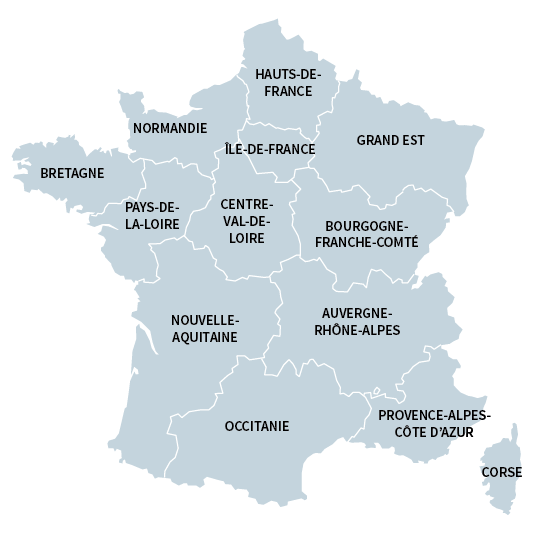 HAUTS-DE-
FRANCE
NORMANDIE
ÎLE-DE-FRANCE
GRAND EST
BRETAGNE
PAYS-DE-
LA-LOIRE
CENTRE-
VAL-DE-
LOIRE
BOURGOGNE-
FRANCHE-COMTÉ
NOUVELLE-
AQUITAINE
AUVERGNE-
RHÔNE-ALPES
OCCITANIE
PROVENCE-ALPES-
CÔTE D'AZUR
CORSE